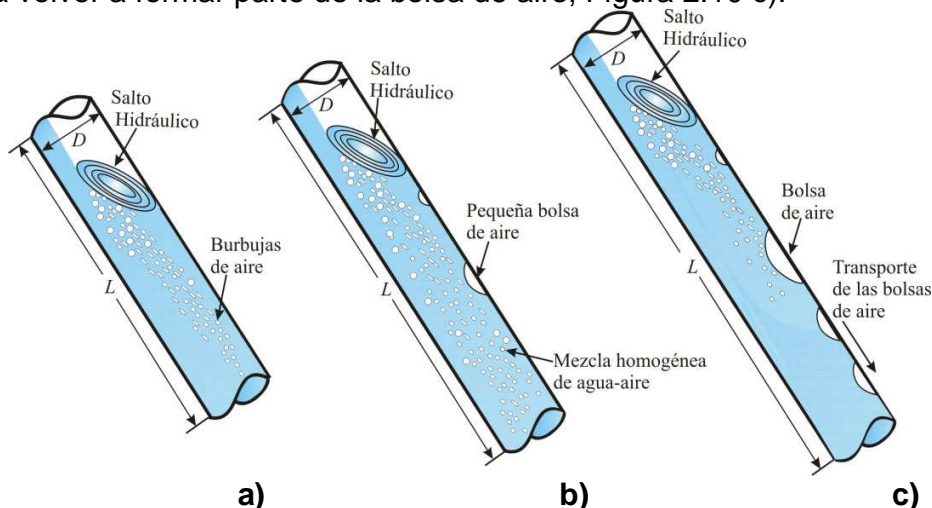 volver a formar parte de la bolsa de aire, Figura 2.10 c).
Salto
Hidráulico
D
L
Burbujas
de aire
a)
Salto
Hidráulico
D
L
Pequeña bolsa
de aire
Mezcla homogénea
de agua-aire
b)
Salto
Hidráulico
D
L
Bolsa
de aire
Transporte
de las bolsas
de aire
c)